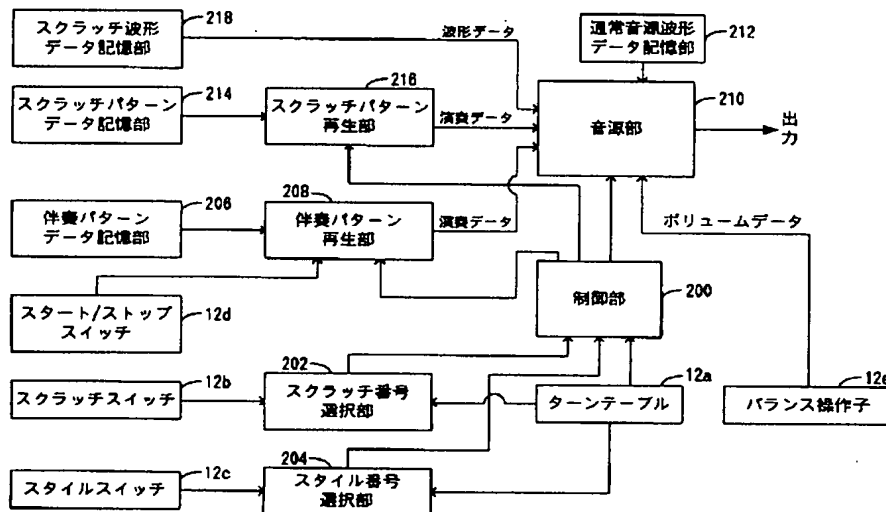 スクラッチ波形
データ記憶部
218
波形データ
通常音源波形
データ記憶部
212
スクラッチパターン
データ記憶部
214
216
スクラッチパターン
再生部
演奏データ
210
音源部
出
力
伴奏パターン
データ記憶部
206
208
伴奏パターン
再生部
演奏データ
ボリュームデータ
スタート/ストップ
スイッチ
12d
制御部
200
スクラッチスイッチ
12b
202
スクラッチ番号
選択部
12a
ターンテーブル
12e
バランス操作子
スタイルスイッチ
12c
204
スタイル番号
選択部